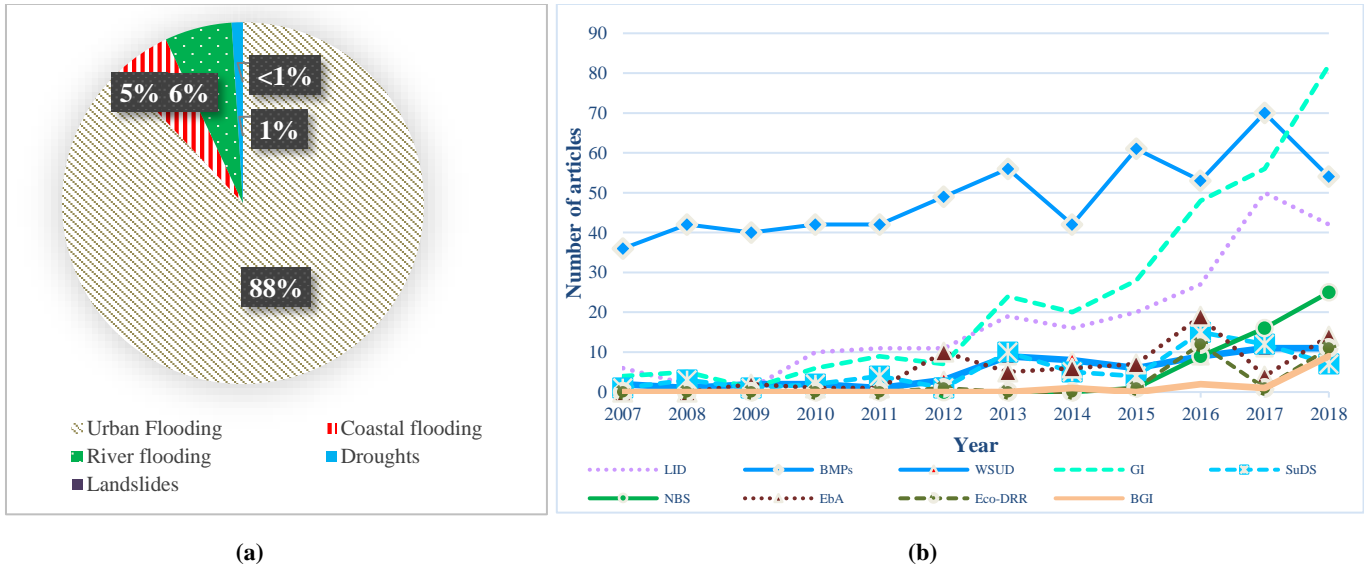 5% 6%
<1%
1%
88%
Urban Flooding
Coastal flooding
River flooding
Droughts
Landslides
(a)
90
80
70
60
50
40
30
20
10
0
Number of articles
2007 2008 2009 2010 2011 2012 2013 2014 2015 2016 2017 2018
Year
LID BMPs WSUD GI SuDS
NBS EbA Eco-DRR BGI
(b)